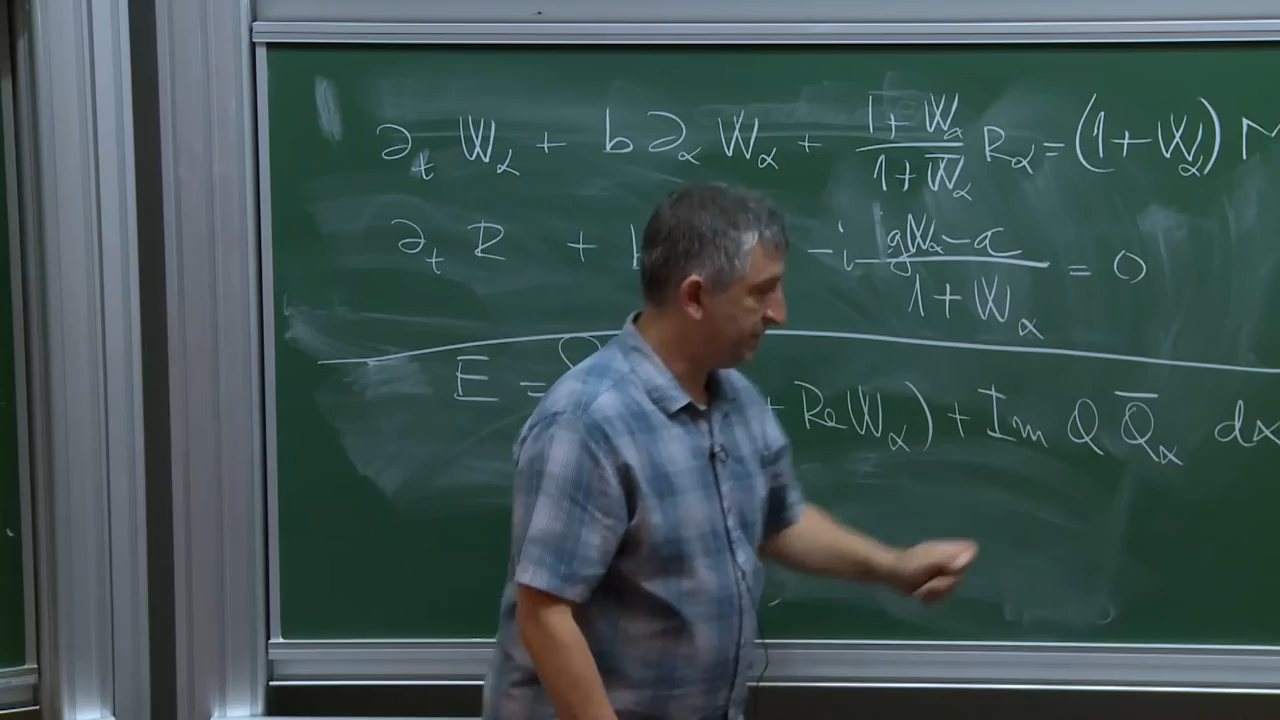 ∂_t W_α + b ∂_α W_α + (1 + W_α)/(1 + W̄_α) R_α = (1 + W_α) M
∂_t R + − i (gW_α − a)/(1 + W_α) = 0
E = + Re(W_α)) + Im Q Q̄_α dx